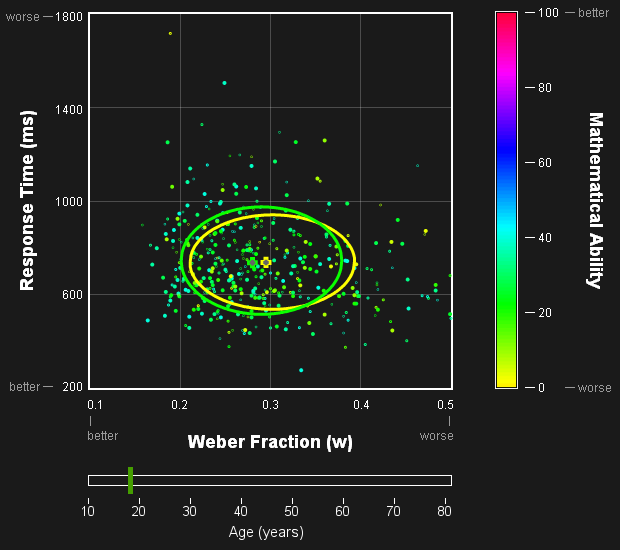 worse
1800
1400
1000
600
200
better
Response Time (ms)
0.1
0.2
0.3
0.4
0.5
better
Weber Fraction (w)
worse
100
better
80
60
40
20
0
worse
Mathematical Ability
10
20
30
40
50
60
70
80
Age (years)